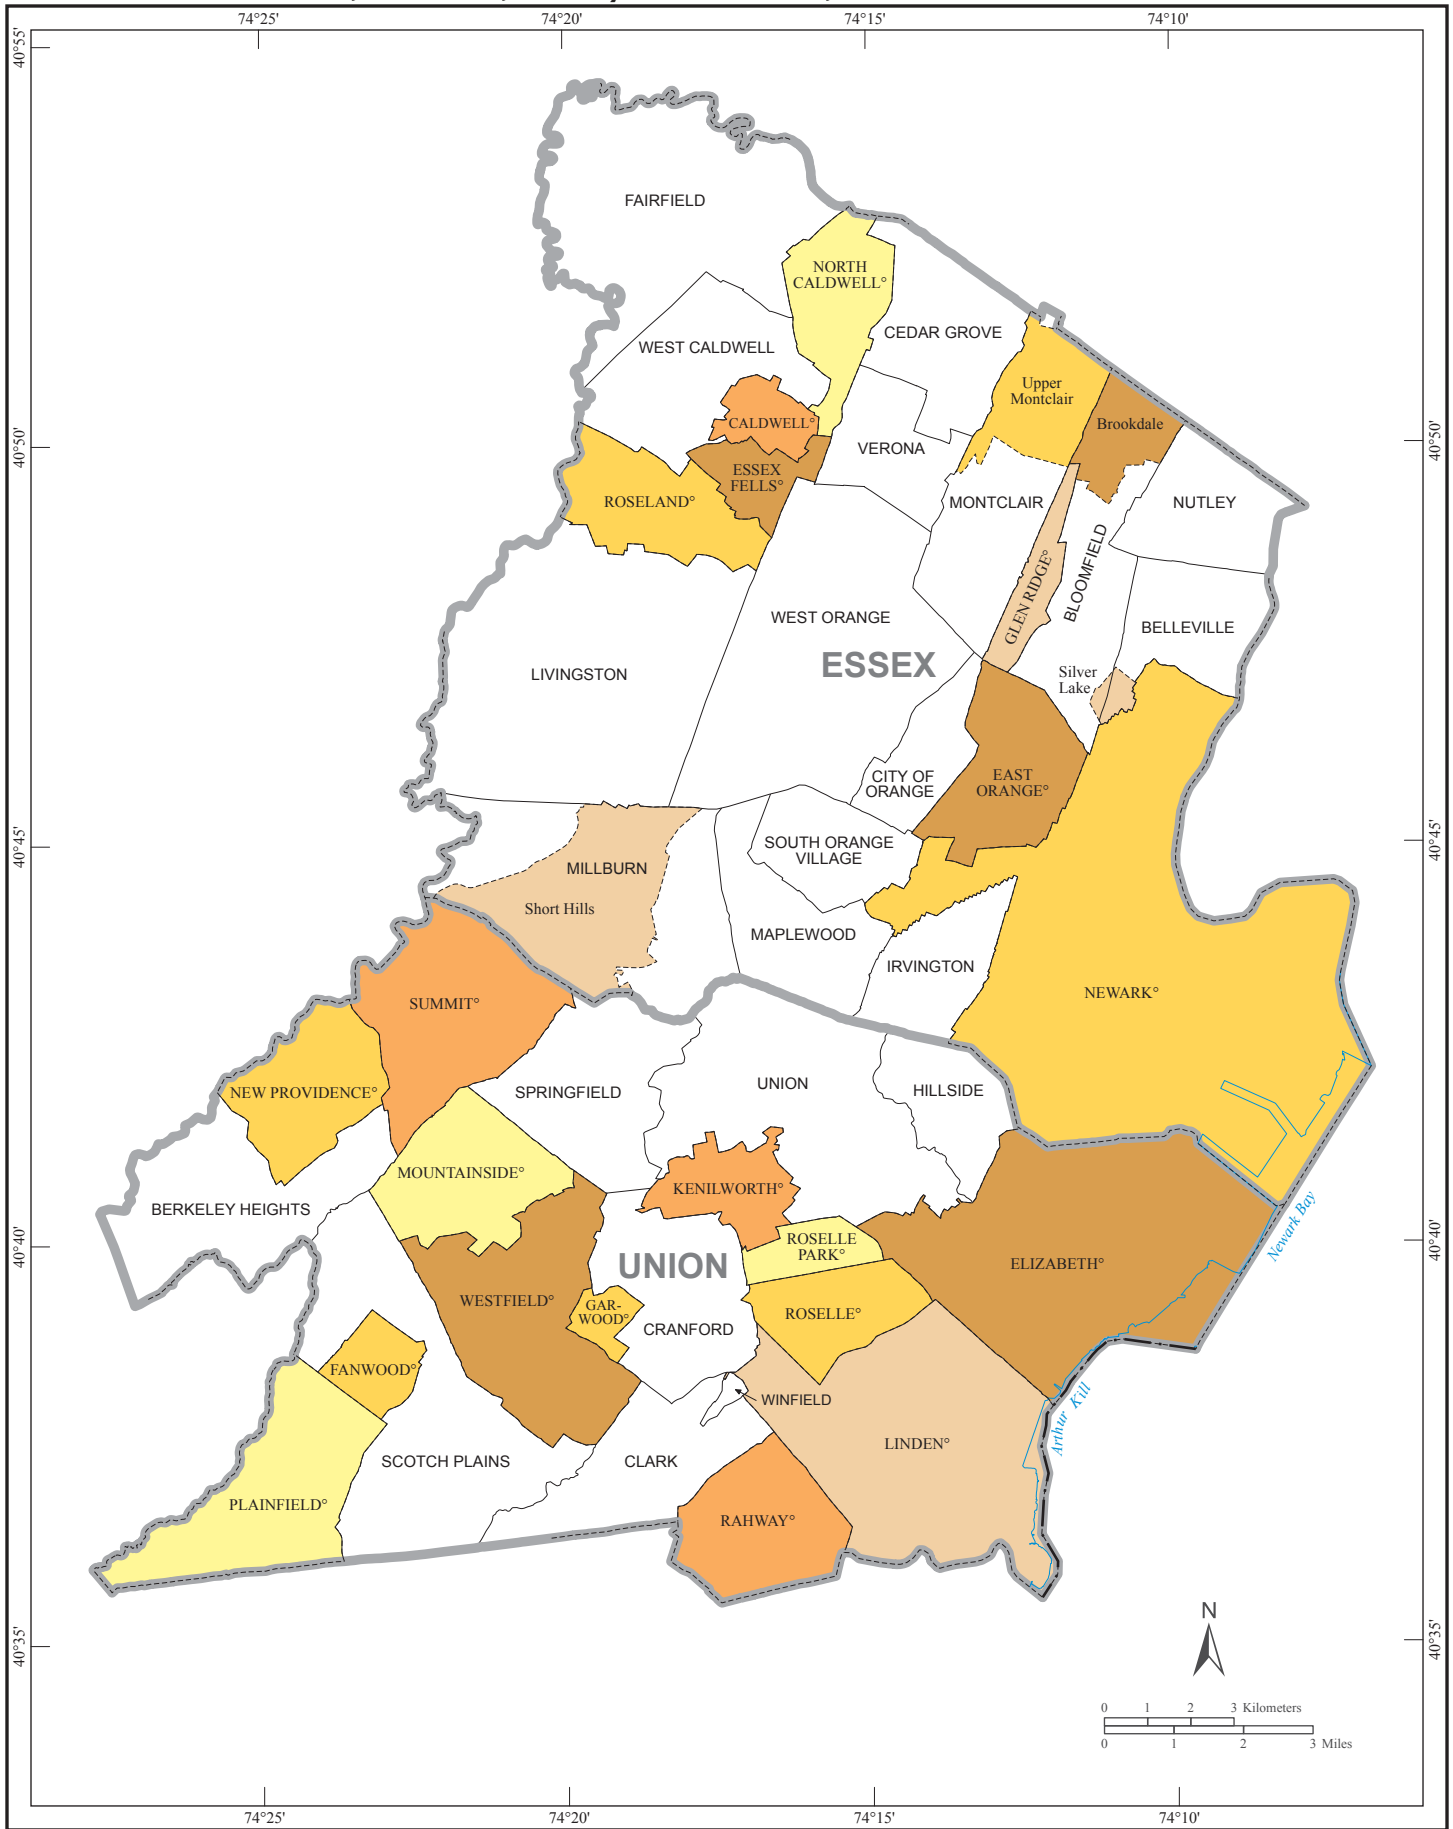 74°25'
74°20'
74°15'
74°10'
40°55'
FAIRFIELD
NORTH
CALDWELL°
CEDAR GROVE
WEST CALDWELL
Upper
Montclair
CALDWELL°
Brookdale
40°50'
40°50'
VERONA
ESSEX
FELLS°
ROSELAND°
MONTCLAIR
NUTLEY
BLOOMFIELD
GLEN RIDGE°
WEST ORANGE
BELLEVILLE
ESSEX
LIVINGSTON
Silver
Lake
CITY OF
ORANGE
EAST
ORANGE°
40°45'
40°45'
SOUTH ORANGE
VILLAGE
MILLBURN
Short Hills
MAPLEWOOD
IRVINGTON
NEWARK°
SUMMIT°
UNION
HILLSIDE
SPRINGFIELD
NEW PROVIDENCE°
MOUNTAINSIDE°
KENILWORTH°
BERKELEY HEIGHTS
Newark Bay
40°40'
40°40'
ROSELLE
PARK°
UNION
ELIZABETH°
WESTFIELD°
GAR-
WOOD°
ROSELLE°
CRANFORD
FANWOOD°
WINFIELD
Arthur Kill
LINDEN°
SCOTCH PLAINS
CLARK
PLAINFIELD°
RAHWAY°
N
40°35'
40°35'
0 1 2 3 Kilometers
0 1 2 3 Miles
74°25'
74°20'
74°15'
74°10'